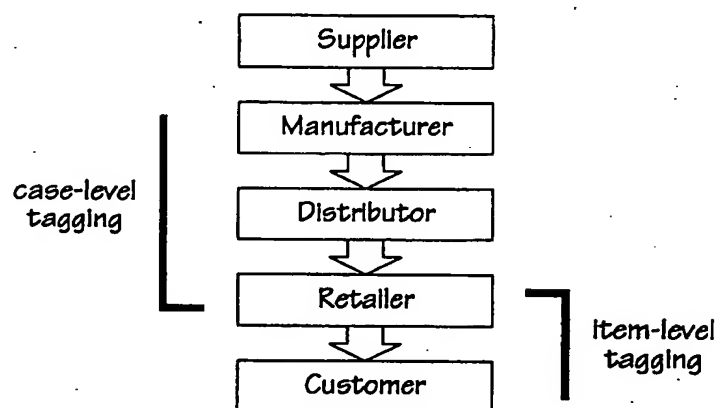 Supplier
Manufacturer
case-level
tagging
Distributor
Retailer
item-level
tagging
Customer